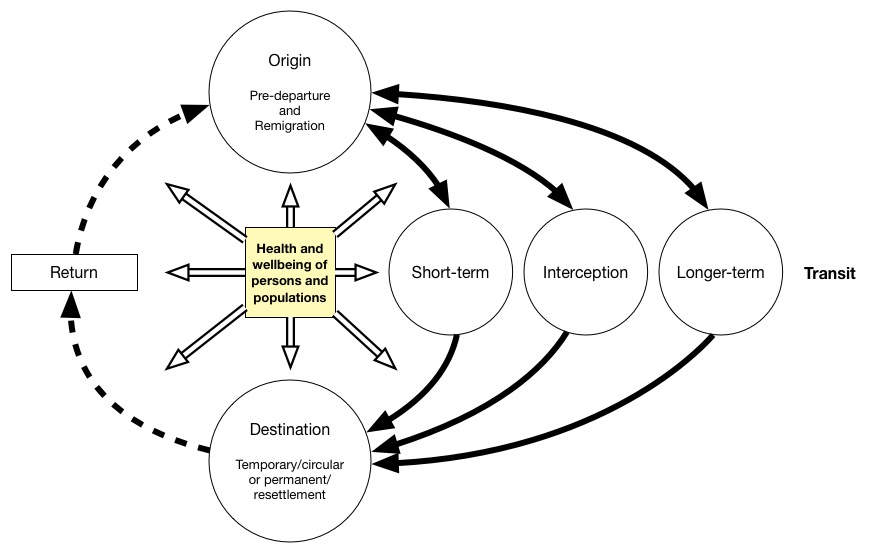 Origin
Pre-departure
and
Remigration
Health and
wellbeing of
persons and
populations
Return
Short-term
Interception
Longer-term
Transit
Destination
Temporary/circular
or permanent/
resettlement